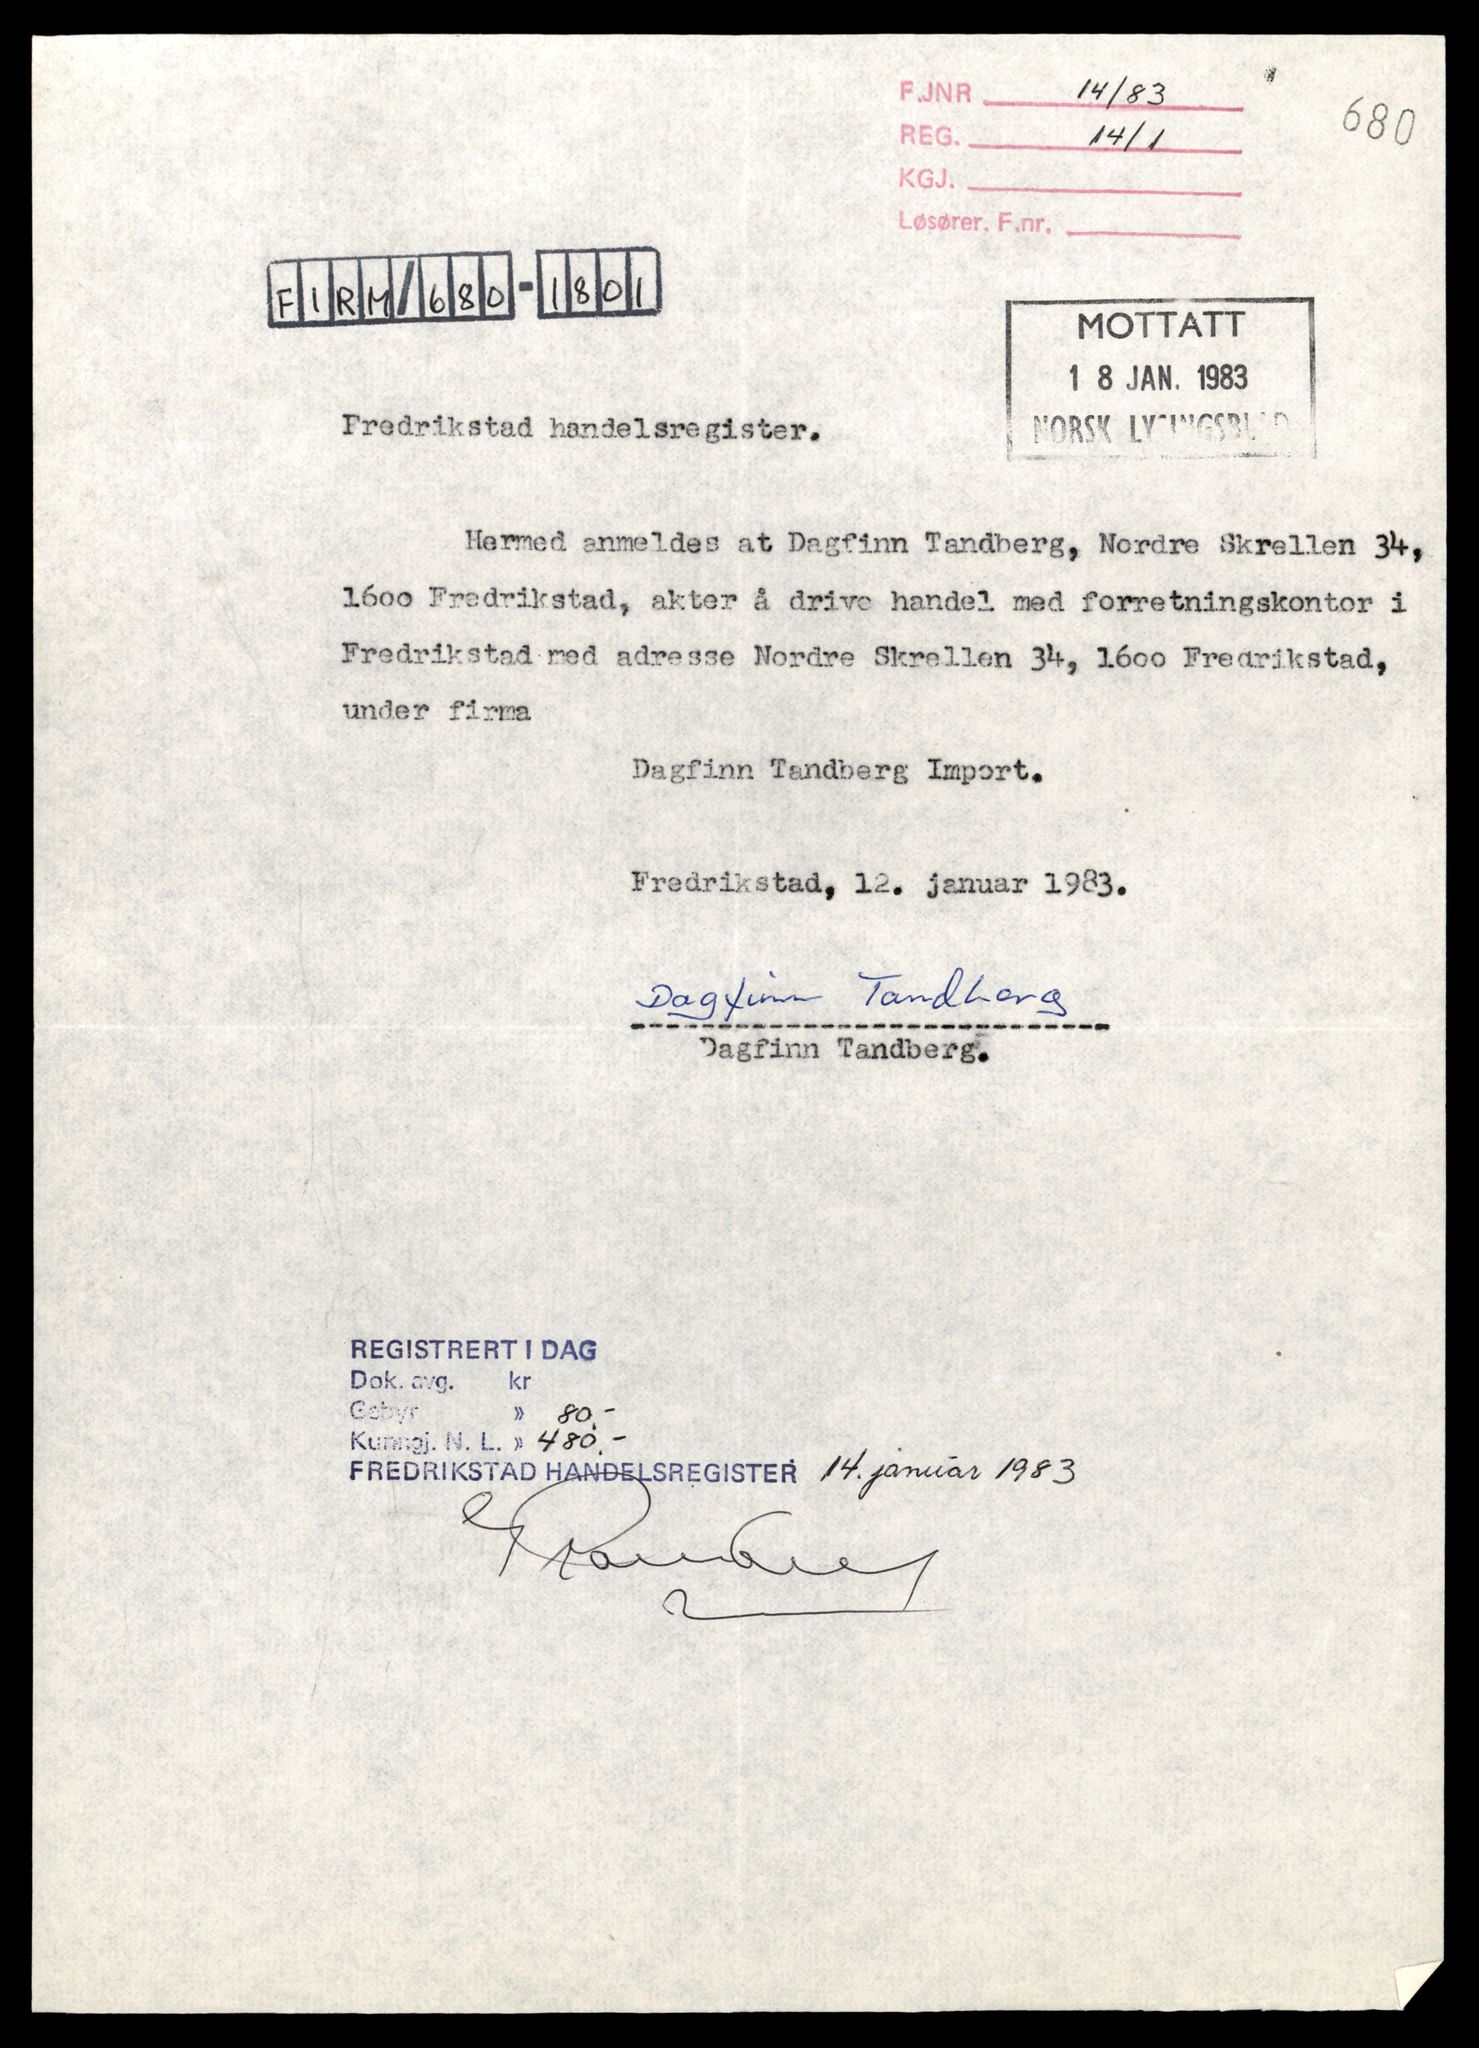 F.JNR 14/83
680
REG. 14/1
KGJ.
Løsører. F.nr.
FIRM/680-1801
MOTTATT
18 JAN. 1983
NORSK LYSINGSBLAD
Fredrikstad handelsregister.
Hermed anmeldes at Dagfinn Tandberg, Nordre Skrellen 34,
1600 Fredrikstad, akter å drive handel med forretningskontor i
Fredrikstad med adresse Nordre Skrellen 34, 1600 Fredrikstad,
under firma
Dagfinn Tandberg Import.
Fredrikstad, 12. januar 1983.
Dagfinn Tandberg
Dagfinn Tandberg.
REGISTRERT I DAG
Dok. avg. kr
Gebyr » 80,-
Kunngj. N. L. » 480,-
FREDRIKSTAD HANDELSREGISTER 14. januar 1983